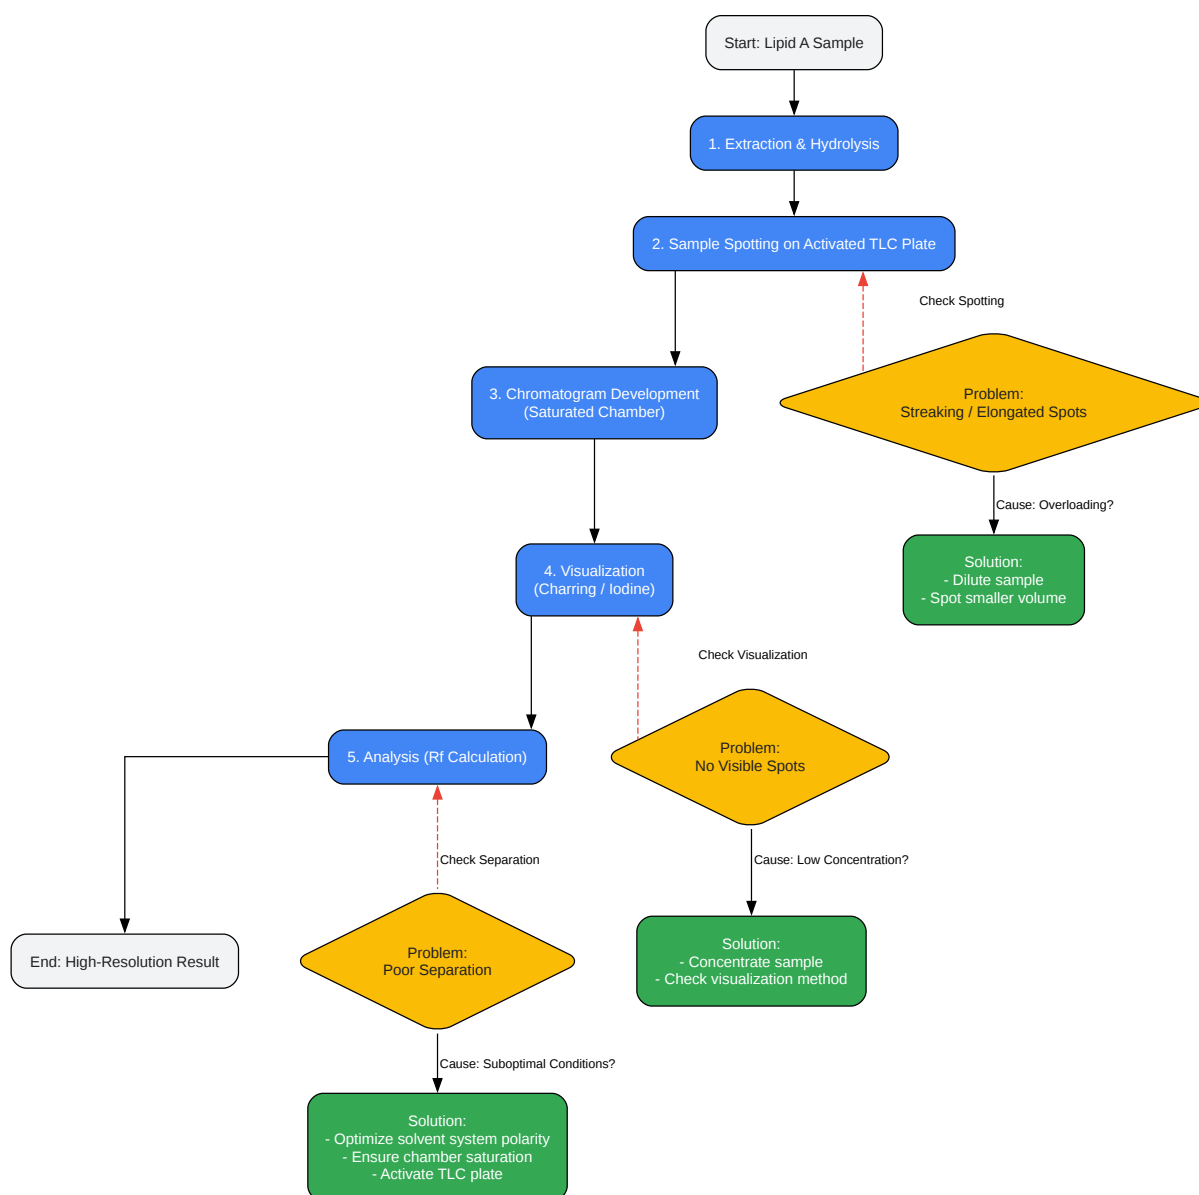 Start: Lipid A Sample
1. Extraction & Hydrolysis
2. Sample Spotting on Activated TLC Plate
Check Spotting
3. Chromatogram Development
(Saturated Chamber)
Problem:
Streaking / Elongated Spots
Cause: Overloading?
4. Visualization
(Charring / Iodine)
Solution:
- Dilute sample
- Spot smaller volume
Check Visualization
5. Analysis (Rf Calculation)
Problem:
No Visible Spots
Check Separation
Cause: Low Concentration?
End: High-Resolution Result
Problem:
Poor Separation
Solution:
- Concentrate sample
- Check visualization method
Cause: Suboptimal Conditions?
Solution:
- Optimize solvent system polarity
- Ensure chamber saturation
- Activate TLC plate